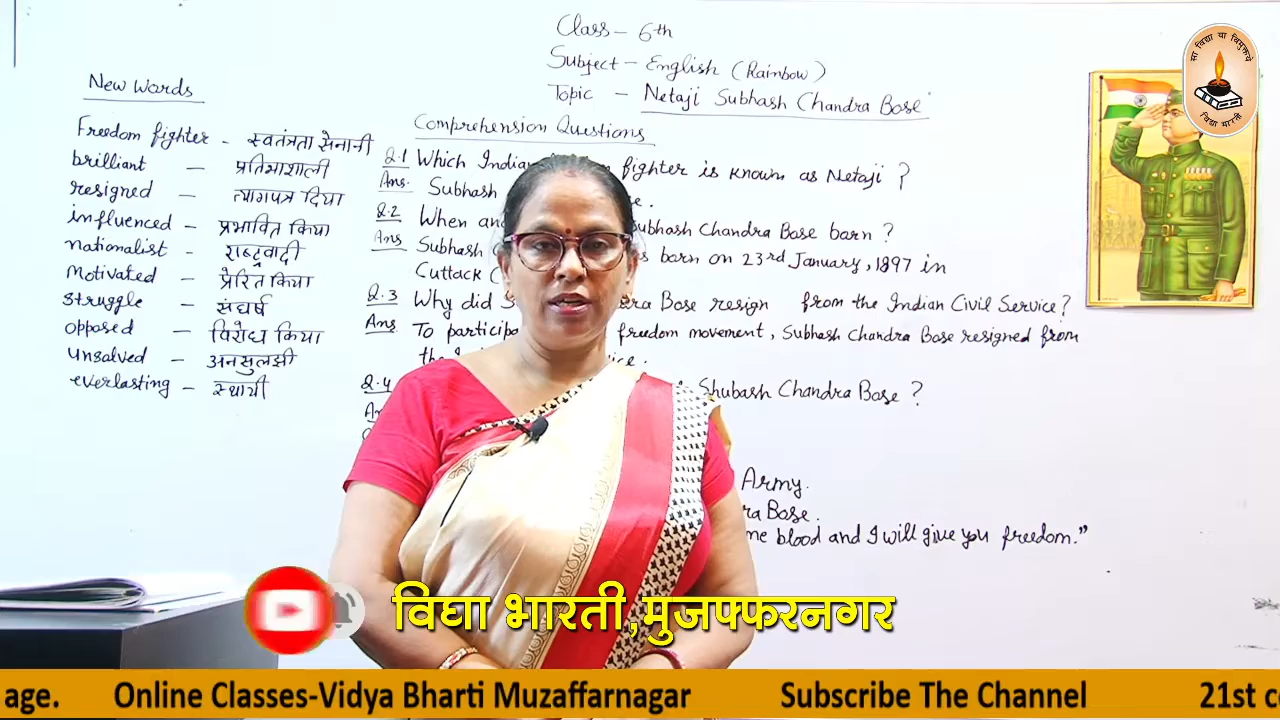 Class - 6th
Subject - English (Rainbow)
Topic - Netaji Subhash Chandra Bose
New Words
Freedom fighter - स्वतंत्रता सेनानी
brilliant - प्रतिभाशाली
resigned - त्यागपत्र दिया
influenced - प्रभावित किया
nationalist - राष्ट्रवादी
Motivated - प्रेरित किया
Struggle - संघर्ष
opposed - विरोध किया
unsolved - अनसुलझी
everlasting - स्थायी
Comprehension Questions
Q.1 Which Indian fighter is known as Netaji ?
Ans. Subhash
Q.2 When and Subhash Chandra Bose barn ?
Ans Subhash barn on 23rd January, 1897 in
Cuttack (
Q.3 Why did Bose resign from the Indian Civil Service ?
Ans To freedom movement, Subhash Chandra Bose resigned from
the
Q.4 Shubash Chandra Bose ?
Army.
Bose.
me blood and I will give you freedom."
सा विद्या या विमुक्तये
विद्या भारती
विद्या भारती,मुजफ्फरनगर
age. Online Classes-Vidya Bharti Muzaffarnagar Subscribe The Channel 21st